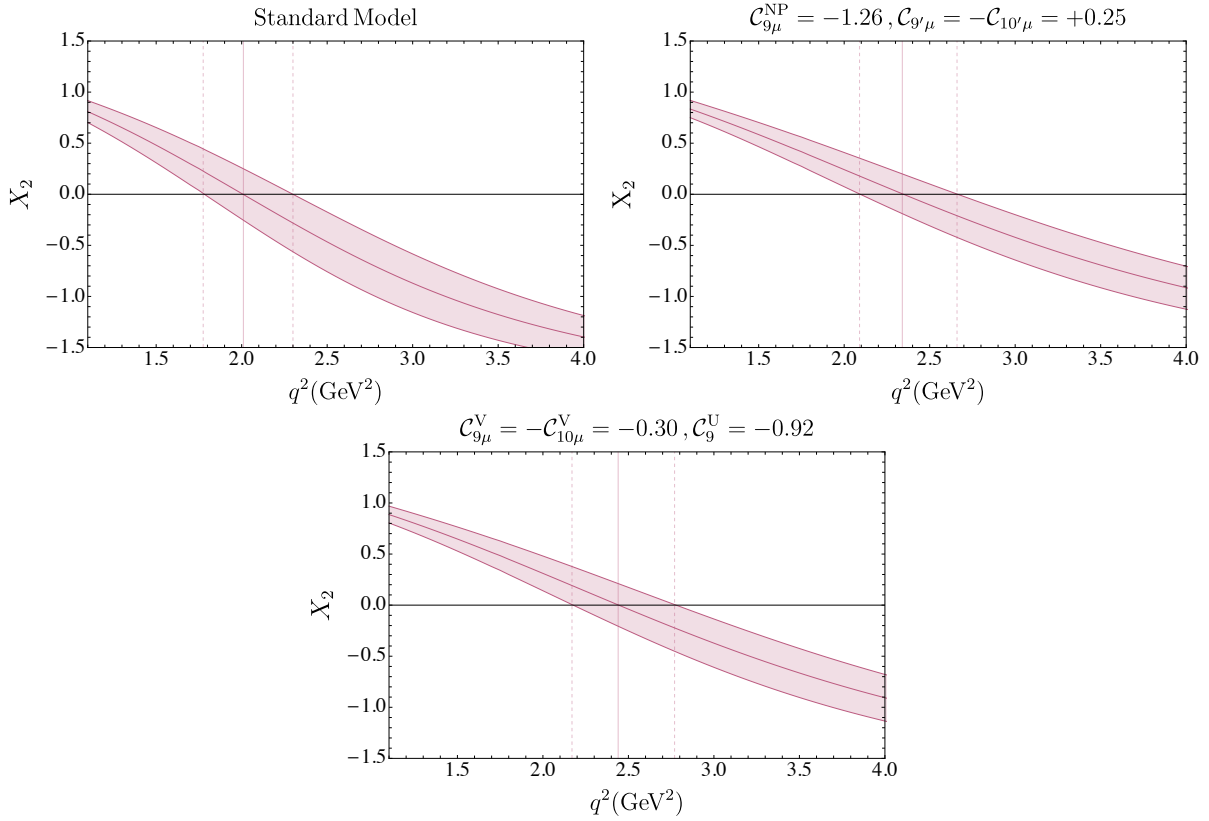 Standard Model
1.5
1.0
0.5
0.0
−0.5
−1.0
−1.5
X₂
1.5 2.0 2.5 3.0 3.5 4.0
q²(GeV²)
𝒞₉μᴺᴾ = −1.26 , 𝒞₉′μ = −𝒞₁₀′μ = +0.25
1.5
1.0
0.5
0.0
−0.5
−1.0
−1.5
X₂
1.5 2.0 2.5 3.0 3.5 4.0
q²(GeV²)
𝒞₉μⱽ = −𝒞₁₀μⱽ = −0.30 , 𝒞₉ᵁ = −0.92
1.5
1.0
0.5
0.0
−0.5
−1.0
−1.5
X₂
1.5 2.0 2.5 3.0 3.5 4.0
q²(GeV²)